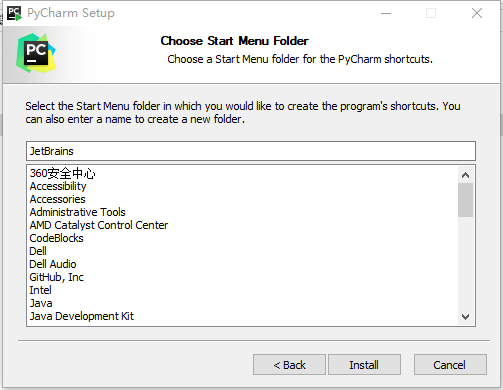 PC
PyCharm Setup
PC
Choose Start Menu Folder
Choose a Start Menu folder for the PyCharm shortcuts.
Select the Start Menu folder in which you would like to create the program's shortcuts. You
can also enter a name to create a new folder.
JetBrains
360安全中心
Accessibility
Accessories
Administrative Tools
AMD Catalyst Control Center
CodeBlocks
Dell
Dell Audio
GitHub, Inc
Intel
Java
Java Development Kit
< Back
Install
Cancel